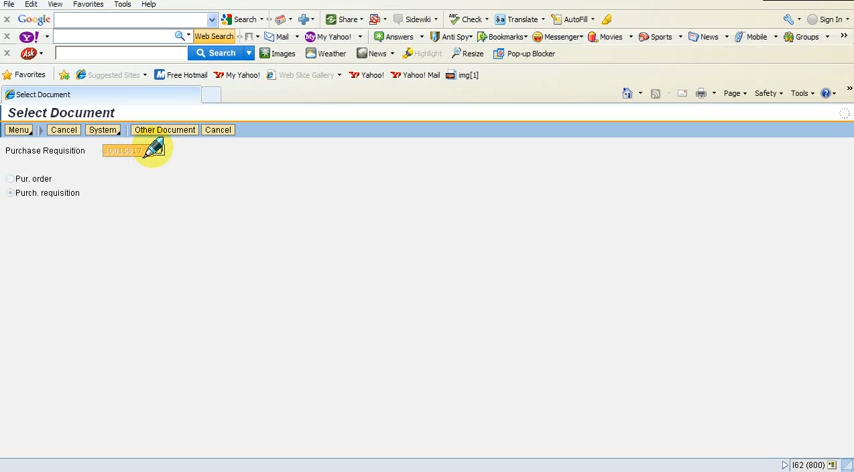 File Edit View Favorites Tools Help
Google Search Share Sidewiki Check Translate AutoFill Sign In
Y! Web Search Mail My Yahoo! Answers Anti Spy Bookmarks Messenger Movies Sports News Mobile Groups
Ask Search Images Weather News Highlight Resize Pop-up Blocker
Favorites Suggested Sites Free Hotmail My Yahoo! Web Slice Gallery Yahoo! Yahoo! Mail img[1]
Select Document Page Safety Tools
Select Document
Menu Cancel System Other Document Cancel
Purchase Requisition
Pur. order
Purch. requisition
I62 (800)